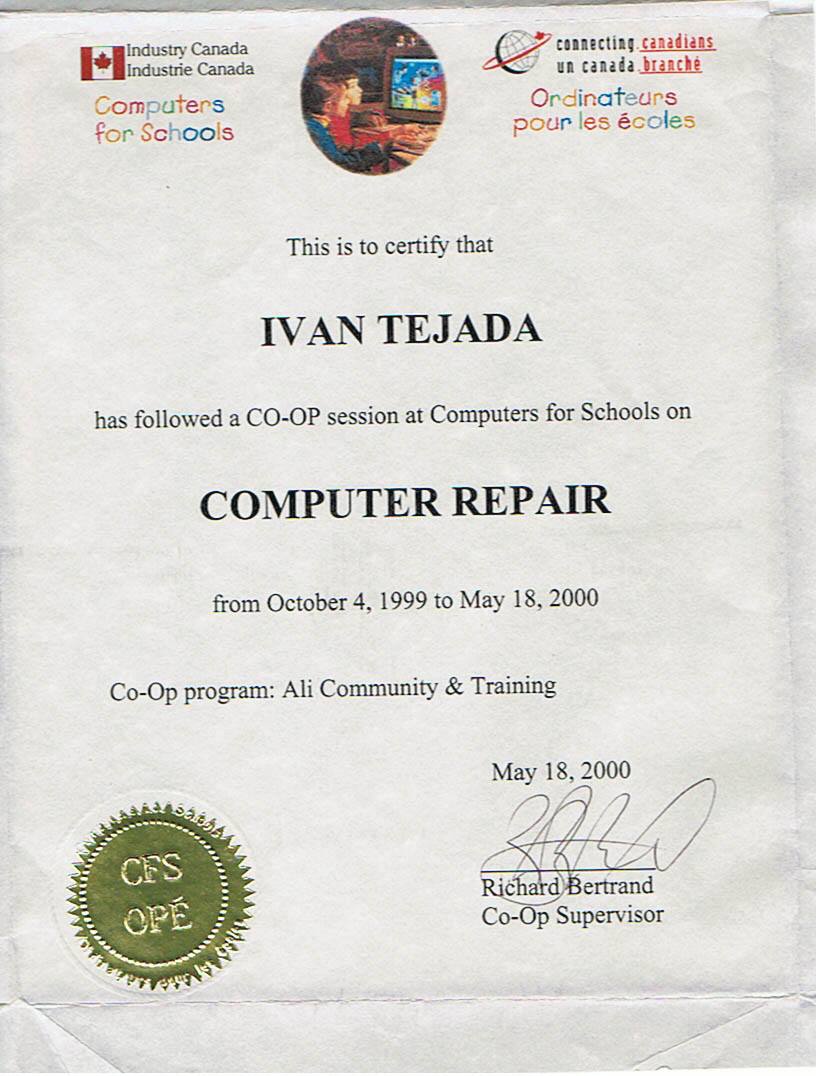 Industry Canada
Industrie Canada
Computers
for Schools
connecting canadians
un canada branché
Ordinateurs
pour les écoles
This is to certify that
IVAN TEJADA
has followed a CO-OP session at Computers for Schools on
COMPUTER REPAIR
from October 4, 1999 to May 18, 2000
Co-Op program: Ali Community & Training
May 18, 2000
Richard Bertrand
Co-Op Supervisor
CFS
OPÉ